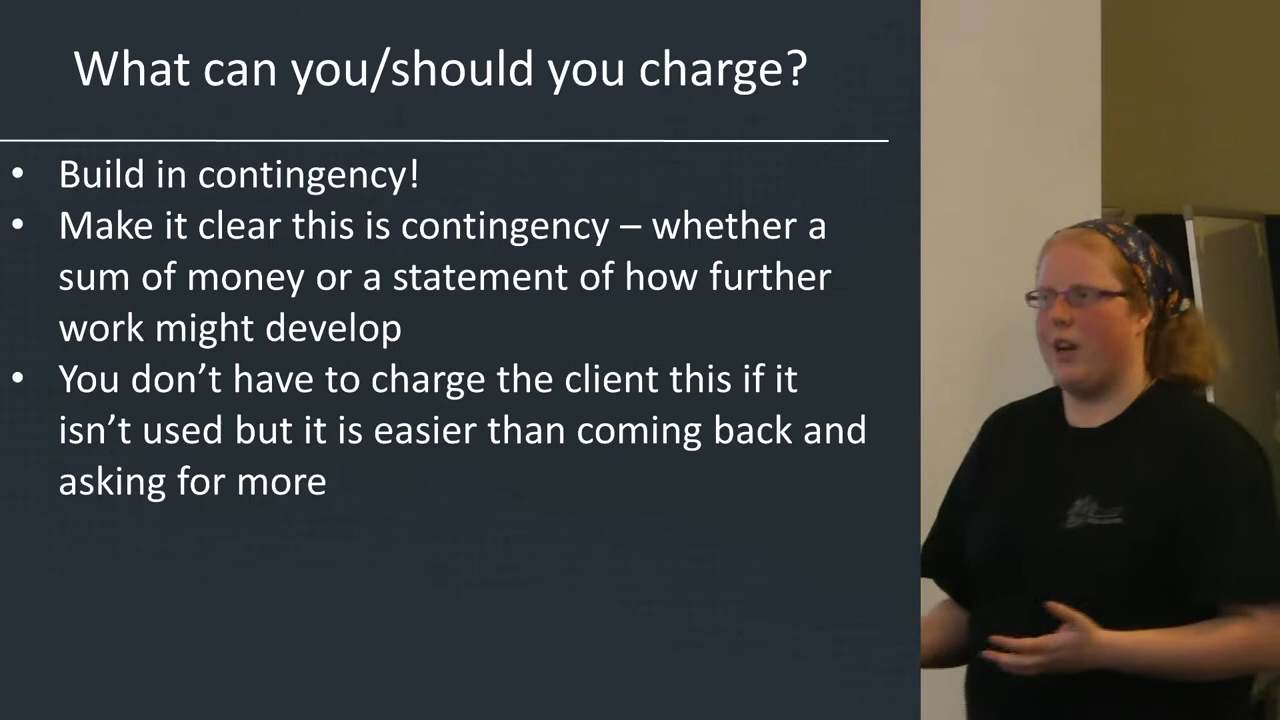 What can you/should you charge?
• Build in contingency!
• Make it clear this is contingency – whether a
sum of money or a statement of how further
work might develop
• You don’t have to charge the client this if it
isn’t used but it is easier than coming back and
asking for more